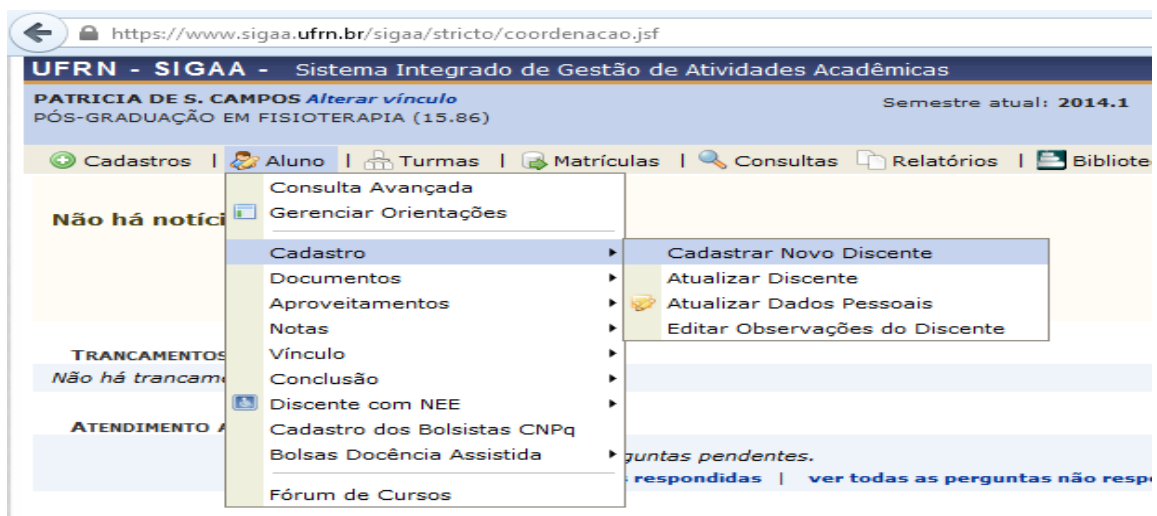 https://www.sigaa.ufrn.br/sigaa/stricto/coordenacao.jsf
UFRN - SIGAA - Sistema Integrado de Gestão de Atividades Acadêmicas
PATRICIA DE S. CAMPOS Alterar vínculo
Semestre atual: 2014.1
PÓS-GRADUAÇÃO EM FISIOTERAPIA (15.86)
Cadastros | Aluno | Turmas | Matrículas | Consultas Relatórios | Bibliote
Consulta Avançada
Não há notíci
Gerenciar Orientações
Cadastro
Cadastrar Novo Discente
Documentos
Atualizar Discente
Aproveitamentos
Atualizar Dados Pessoais
Notas
Editar Observações do Discente
TRANCAMENTOS
Vínculo
Não há trancam
Conclusão
Discente com NEE
ATENDIMENTO A
Cadastro dos Bolsistas CNPq
Bolsas Docência Assistida
guntas pendentes.
respondidas | ver todas as perguntas não resp
Fórum de Cursos